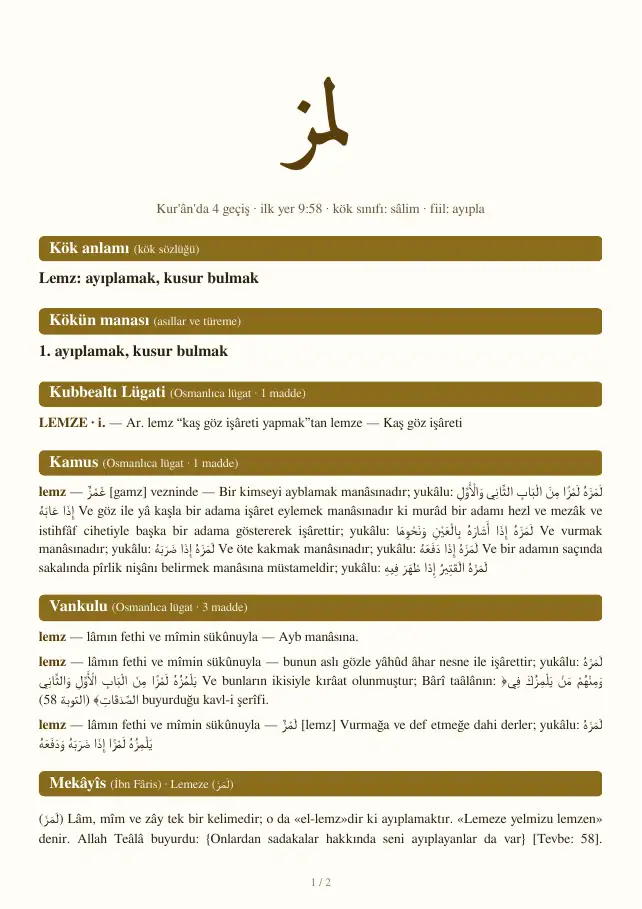 لمز
Kur'ân'da 4 geçiş · ilk yer 9:58 · kök sınıfı: sâlim · fiil: ayıpla
Kök anlamı (kök sözlüğü)
Lemz: ayıplamak, kusur bulmak
Kökün manası (asıllar ve türeme)
1. ayıplamak, kusur bulmak
Kubbealtı Lügati (Osmanlıca lügat · 1 madde)
LEMZE · i. — Ar. lemz “kaş göz işâreti yapmak”tan lemze — Kaş göz işâreti
Kamus (Osmanlıca lügat · 1 madde)
lemz — غَمْزٌ [gamz] vezninde — Bir kimseyi ayblamak manâsınadır; yukâlu: لَمَزَهُ لَمْزًا مِنَ الْبَابِ الثَّانِي وَالْأَوَّلِ
إِذَا عَابَهُ Ve göz ile yâ kaşla bir adama işâret eylemek manâsınadır ki murâd bir adamı hezl ve mezâk ve
istihfâf cihetiyle başka bir adama göstererek işârettir; yukâlu: لَمَزَهُ إِذَا أَشَارَهُ بِالْعَيْنِ وَنَحْوِهَا Ve vurmak
manâsınadır; yukâlu: لَمَزَهُ إِذَا ضَرَبَهُ Ve öte kakmak manâsınadır; yukâlu: لَمَزَهُ إِذَا دَفَعَهُ Ve bir adamın saçında
sakalında pîrlik nişânı belirmek manâsına müstameldir; yukâlu: لَمَزَهُ الْقَتِيرُ إِذَا ظَهَرَ فِيهِ
Vankulu (Osmanlıca lügat · 3 madde)
lemz — lâmın fethi ve mîmin sükûnuyla — Ayb manâsına.
lemz — lâmın fethi ve mîmin sükûnuyla — bunun aslı gözle yâhûd âhar nesne ile işârettir; yukâlu: لَمَزَهُ
يَلْمُزُهُ لَمْزًا مِنَ الْبَابِ الْأَوَّلِ وَالثَّانِي Ve bunların ikisiyle kırâat olunmuştur; Bârî taâlânın: ﴿وَمِنْهُمْ مَنْ يَلْمِزُكَ فِي
الصَّدَقَاتِ﴾ (التوبة 58) buyurduğu kavl-i şerîfi.
lemz — lâmın fethi ve mîmin sükûnuyla — لَمْزٌ [lemz] Vurmağa ve def etmeğe dahi derler; yukâlu: لَمَزَهُ
يَلْمِزُهُ لَمْزًا إِذَا ضَرَبَهُ وَدَفَعَهُ
Mekâyîs (İbn Fâris) · Lemeze (لَمَزَ)
(لَمَزَ) Lâm, mîm ve zây tek bir kelimedir; o da «el-lemz»dir ki ayıplamaktır. «Lemeze yelmizu lemzen»
denir. Allah Teâlâ buyurdu: {Onlardan sadakalar hakkında seni ayıplayanlar da var} [Tevbe: 58].
1 / 2